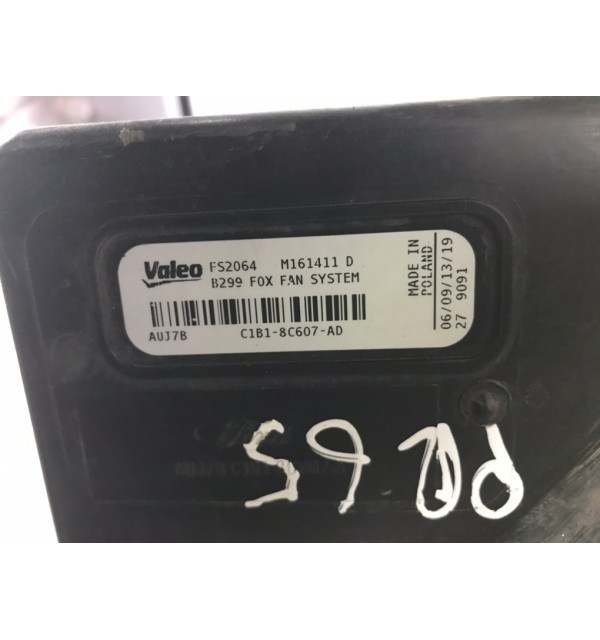 Valeo FS2064 M161411 D
B299 FOX FAN SYSTEM
AUJ7B C1B1-8C607-AD
MADE IN
POLAND
06/09/13/19
27 9091